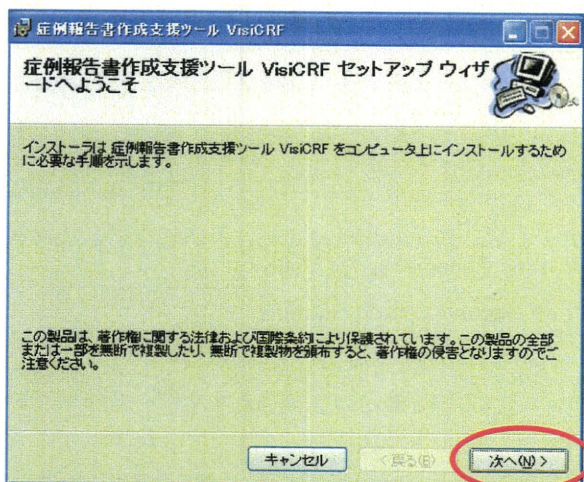 症例報告書作成支援ツール VisiCRF
症例報告書作成支援ツール VisiCRF セットアップ ウィザ
ードへようこそ
インストーラは 症例報告書作成支援ツール VisiCRF をコンピュータ上にインストールするため
に必要な手順を示します。
この製品は、著作権に関する法律および国際条約により保護されています。この製品の全部
または一部を無断で複製したり、無断で複製物を頒布すると、著作権の侵害となりますのでご
注意ください。
キャンセル < 戻る(B) 次へ(N) >